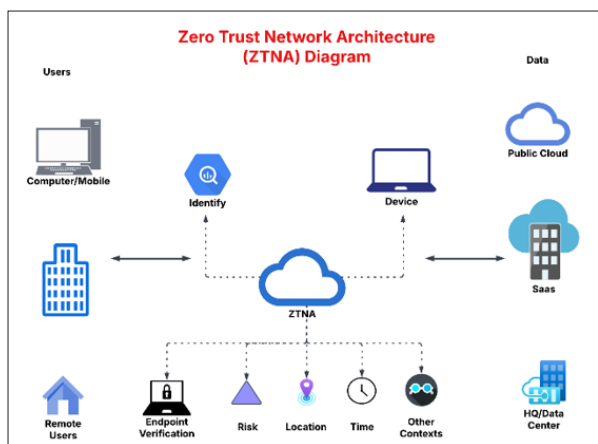 Zero Trust Network Architecture
(ZTNA) Diagram
Users
Data
Computer/Mobile
Identify
Device
Public Cloud
ZTNA
Saas
Remote
Users
Endpoint
Verification
Risk
Location
Time
Other
Contexts
HQ/Data
Center